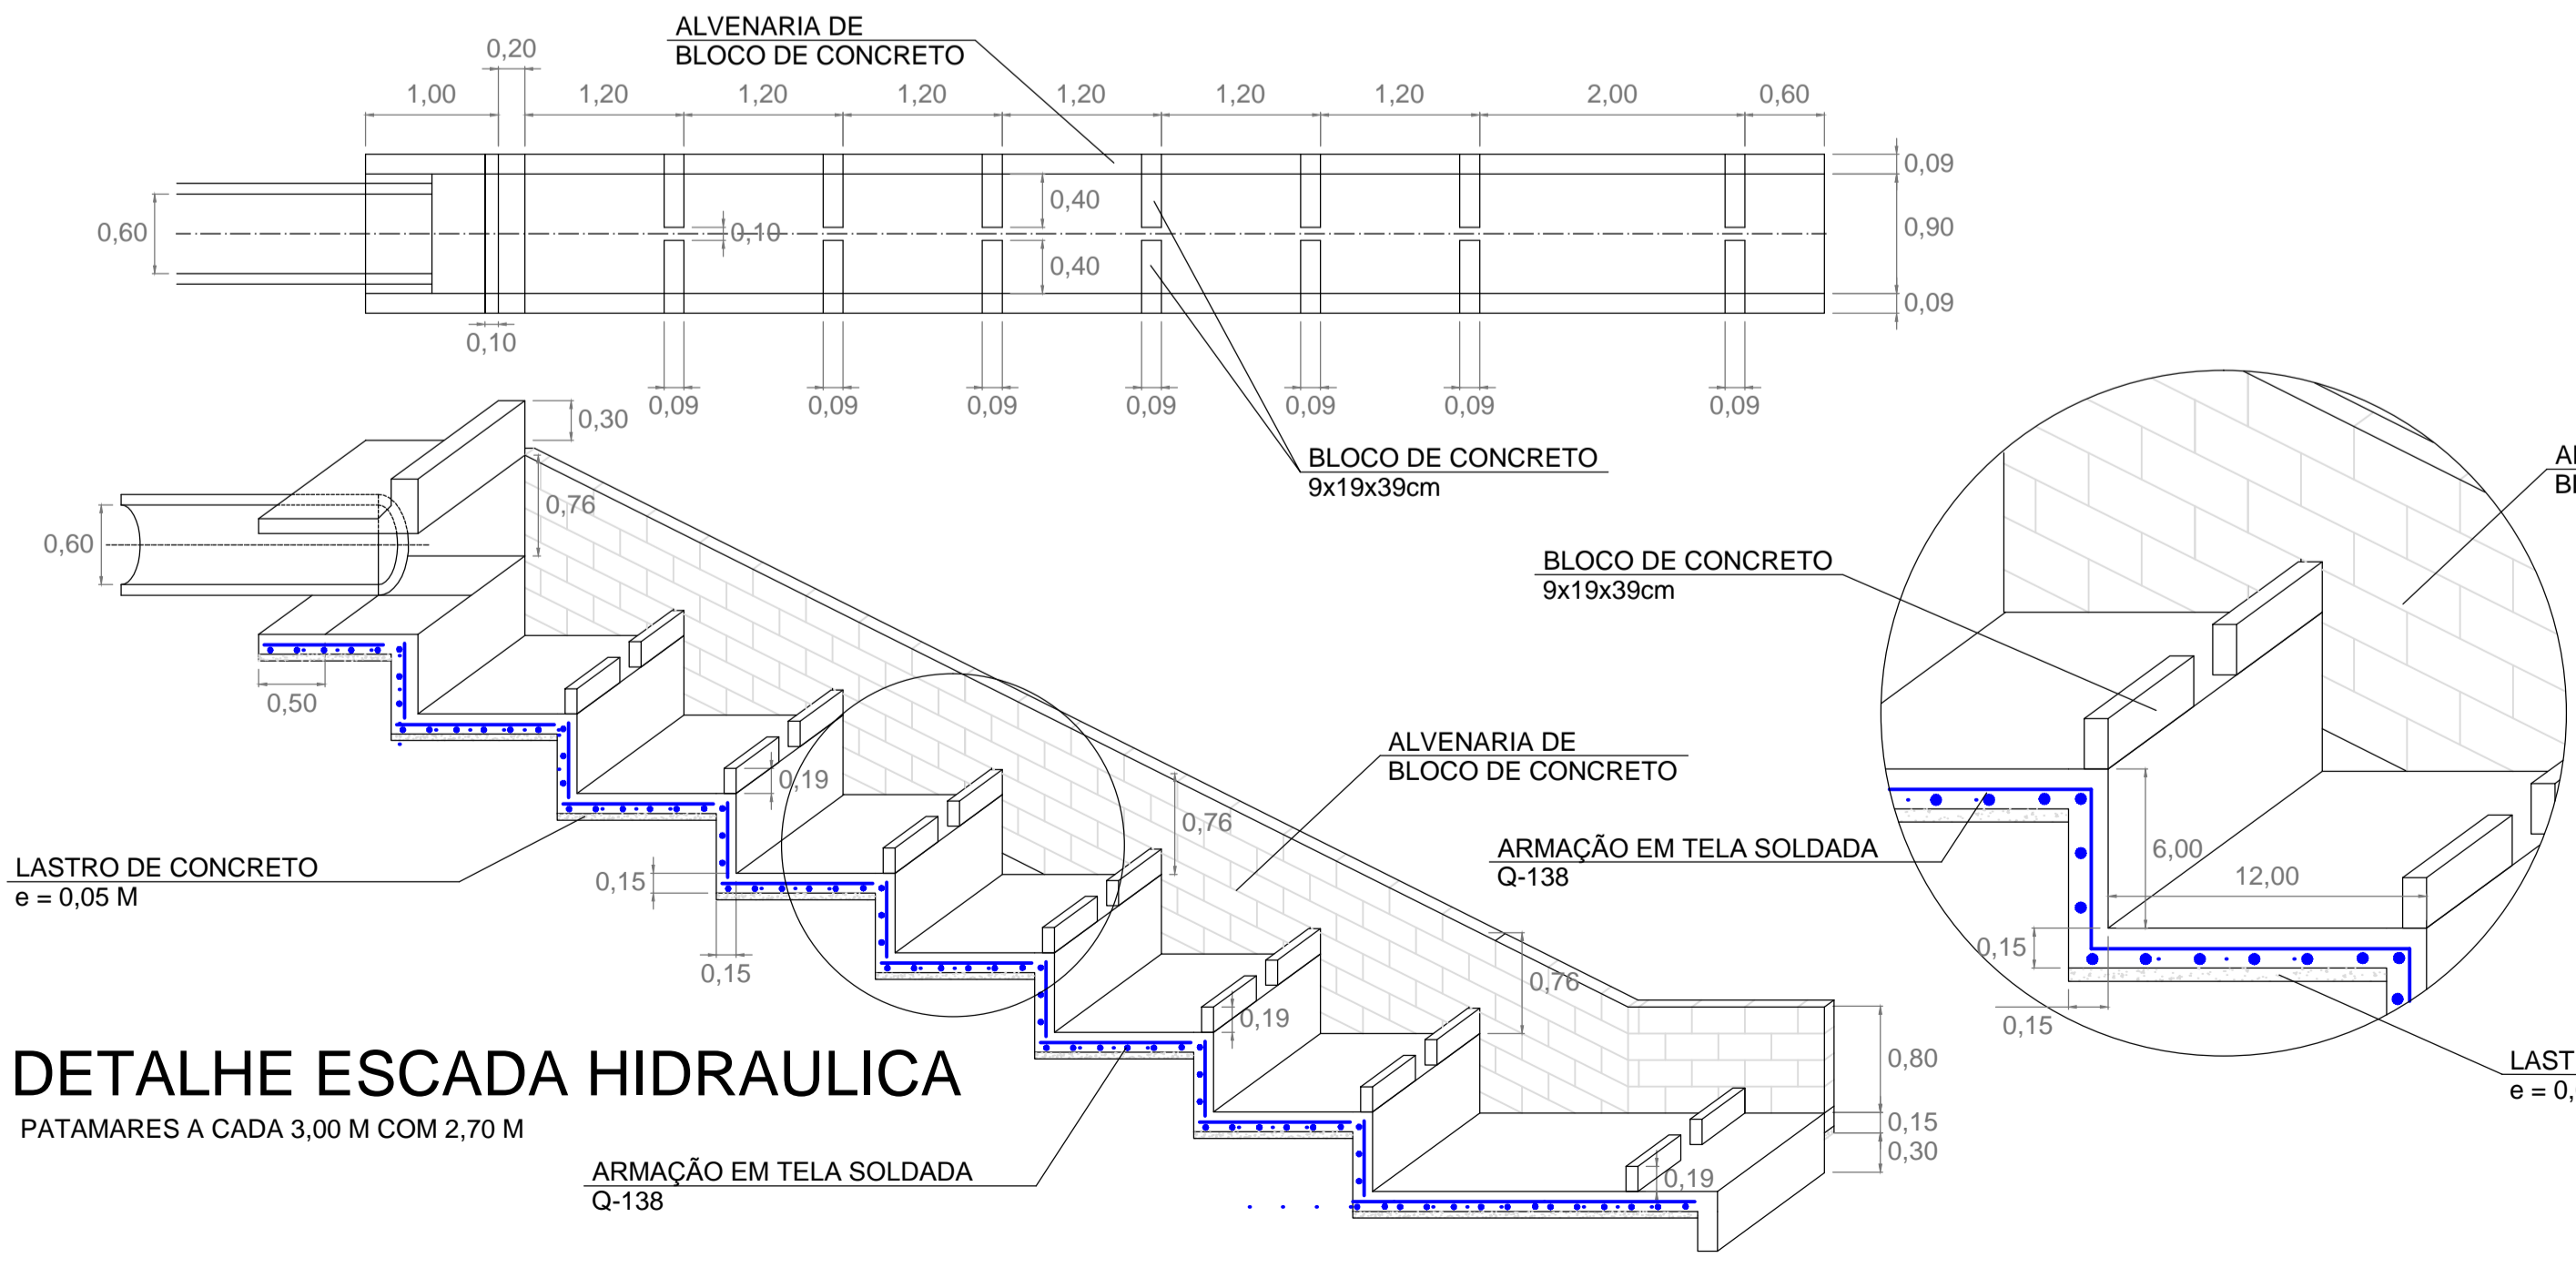 ALVENARIA DE
BLOCO DE CONCRETO
0,20
1,00
1,20
1,20
1,20
1,20
1,20
1,20
2,00
0,60
0,09
0,40
0,60
0,10
0,90
0,40
0,09
0,10
0,09
0,09
0,09
0,09
0,09
0,09
0,09
0,30
BLOCO DE CONCRETO
9x19x39cm
0,76
0,60
0,50
BLOCO DE CONCRETO
9x19x39cm
ALVENARIA DE
BLOCO DE CONCRETO
0,19
0,76
LASTRO DE CONCRETO
e = 0,05 M
0,15
0,15
ARMAÇÃO EM TELA SOLDADA
Q-138
6,00
12,00
0,15
0,15
0,76
0,19
DETALHE ESCADA HIDRAULICA
PATAMARES A CADA 3,00 M COM 2,70 M
0,80
0,15
0,30
0,19
ARMAÇÃO EM TELA SOLDADA
Q-138
LAST
e = 0,